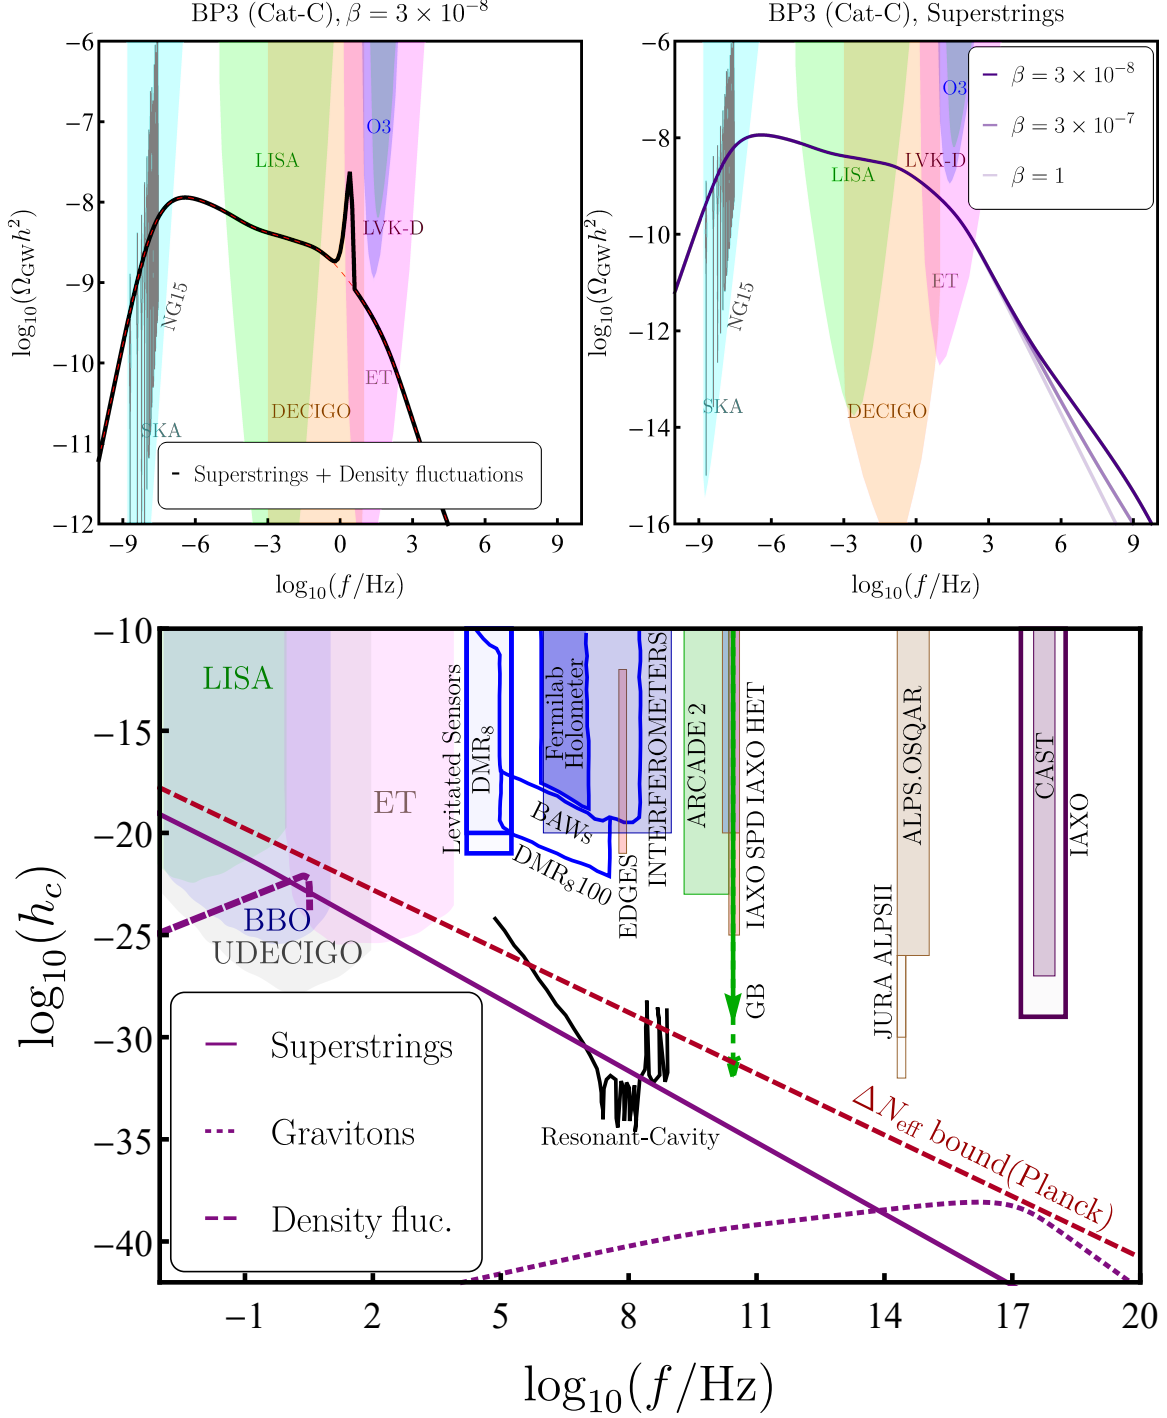 BP3 (Cat-C), β = 3 × 10⁻⁸
−6
−7
−8
−9
−10
−11
−12
log₁₀(Ω_GW h²)
O3
LISA
LVK-D
NG15
ET
DECIGO
SKA
Superstrings + Density fluctuations
−9 −6 −3 0 3 6 9
log₁₀(f/Hz)
BP3 (Cat-C), Superstrings
−6
−8
−10
−12
−14
−16
log₁₀(Ω_GW h²)
β = 3 × 10⁻⁸
β = 3 × 10⁻⁷
β = 1
O3
LVK-D
LISA
ET
NG15
SKA
DECIGO
−9 −6 −3 0 3 6 9
log₁₀(f/Hz)
−10
−15
−20
−25
−30
−35
−40
log₁₀(h_c)
LISA
ET
BBO
UDECIGO
Levitated Sensors
DMR₈
Fermilab
Holometer
BAWs
DMR₈100
EDGES
INTERFEROMETERS
ARCADE 2
IAXO SPD IAXO HET
GB
JURA ALPSII
ALPS.OSQAR
CAST
IAXO
Resonant-Cavity
ΔN_eff bound(Planck)
Superstrings
Gravitons
Density fluc.
−1 2 5 8 11 14 17 20
log₁₀(f/Hz)